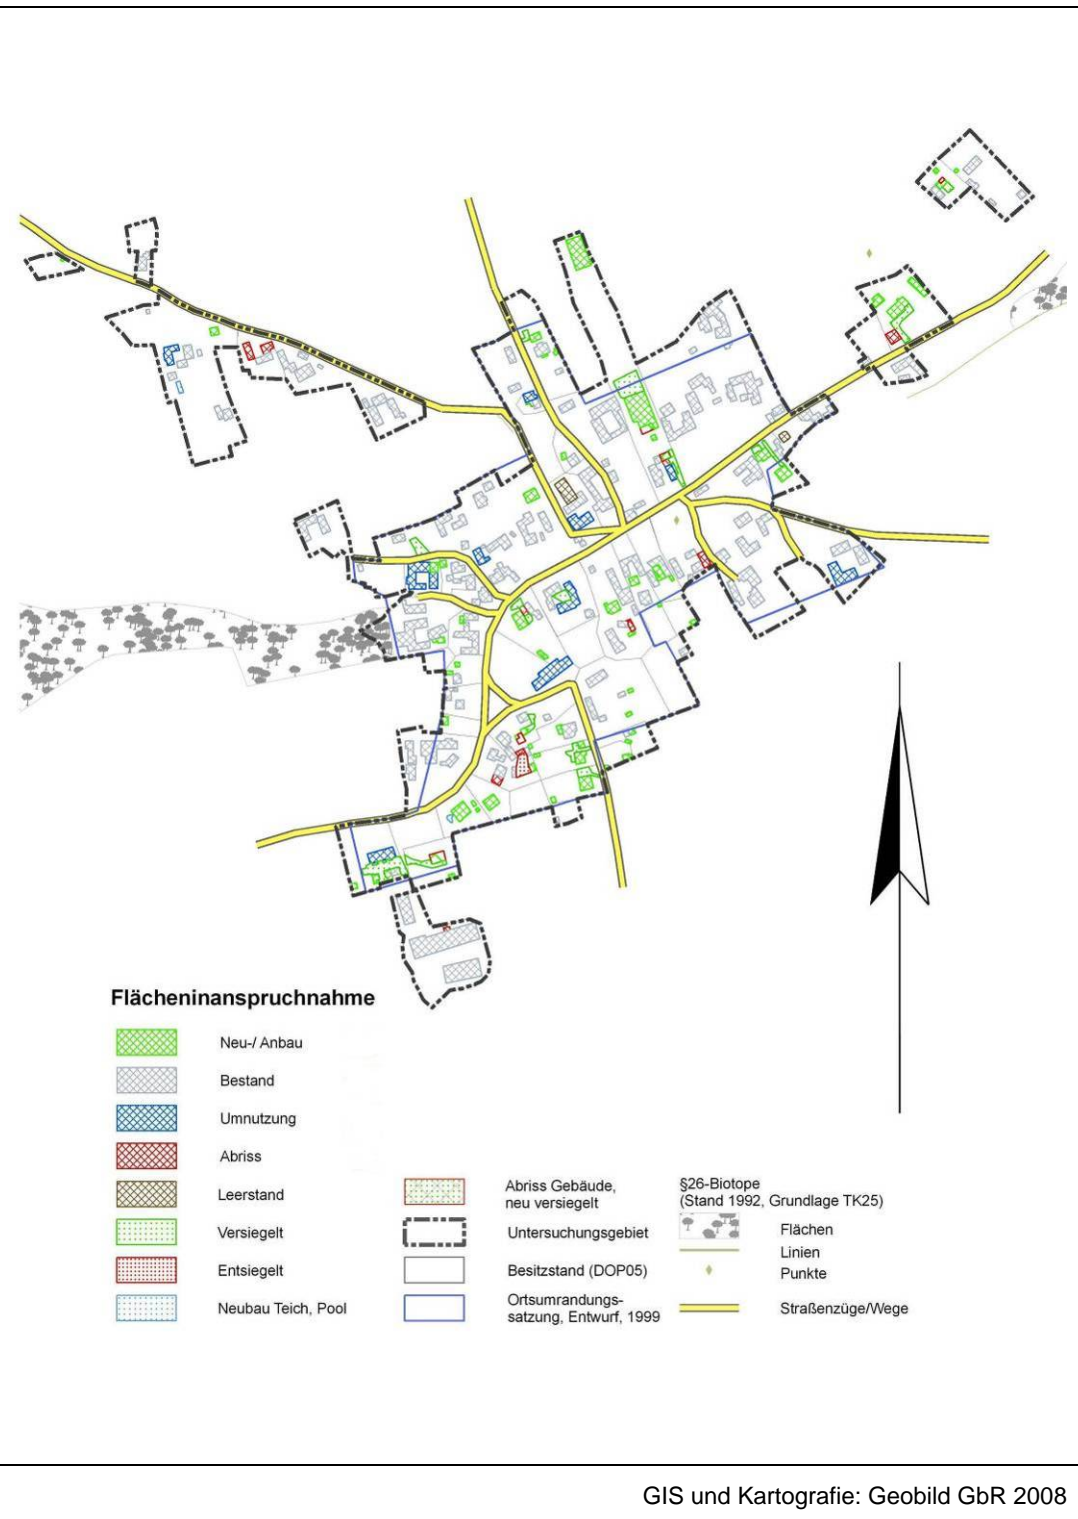 Flächeninanspruchnahme
Neu-/ Anbau
Bestand
Umnutzung
Abriss
Leerstand
Versiegelt
Entsiegelt
Neubau Teich, Pool
Abriss Gebäude,
neu versiegelt
Untersuchungsgebiet
Besitzstand (DOP05)
Ortsumrandungs-
satzung, Entwurf, 1999
§26-Biotope
(Stand 1992, Grundlage TK25)
Flächen
Linien
Punkte
Straßenzüge/Wege
GIS und Kartografie: Geobild GbR 2008